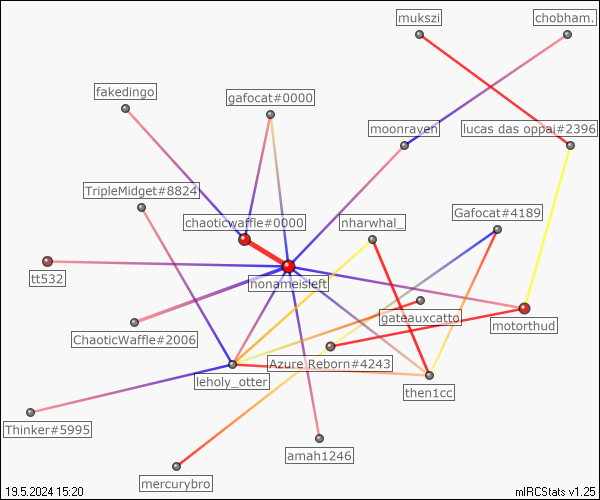 mukszi
chobham.
fakedingo
gafocat#0000
moonraven
lucas das oppai#2396
TripleMidget#8824
chaoticwaffle#0000
nharwhal_
Gafocat#4189
tt532
nonameisleft
gateauxcatto
motorthud
ChaoticWaffle#2006
Azure Reborn#4243
leholy_otter
then1cc
Thinker#5995
amah1246
mercurybro
19.5.2024 15:20
mIRCStats v1.25